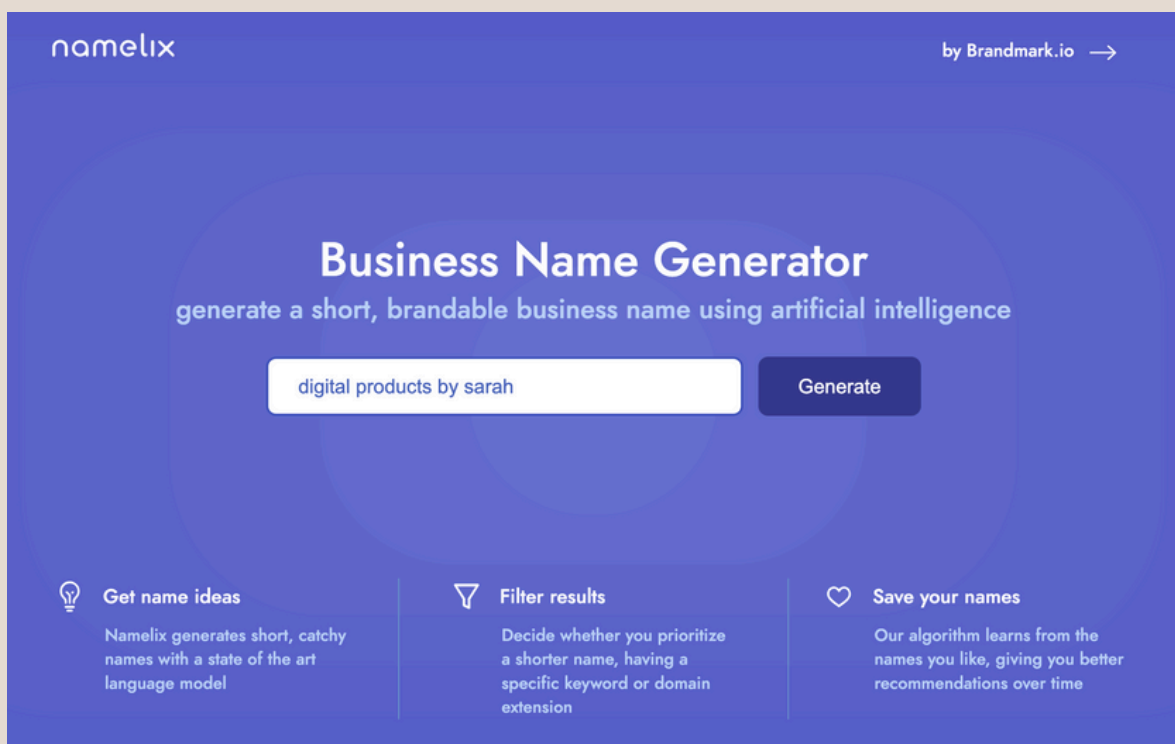 namelix
by Brandmark.io
Business Name Generator
generate a short, brandable business name using artificial intelligence
digital products by sarah
Generate
Get name ideas
Namelix generates short, catchy
names with a state of the art
language model
Filter results
Decide whether you prioritize
a shorter name, having a
specific keyword or domain
extension
Save your names
Our algorithm learns from the
names you like, giving you better
recommendations over time